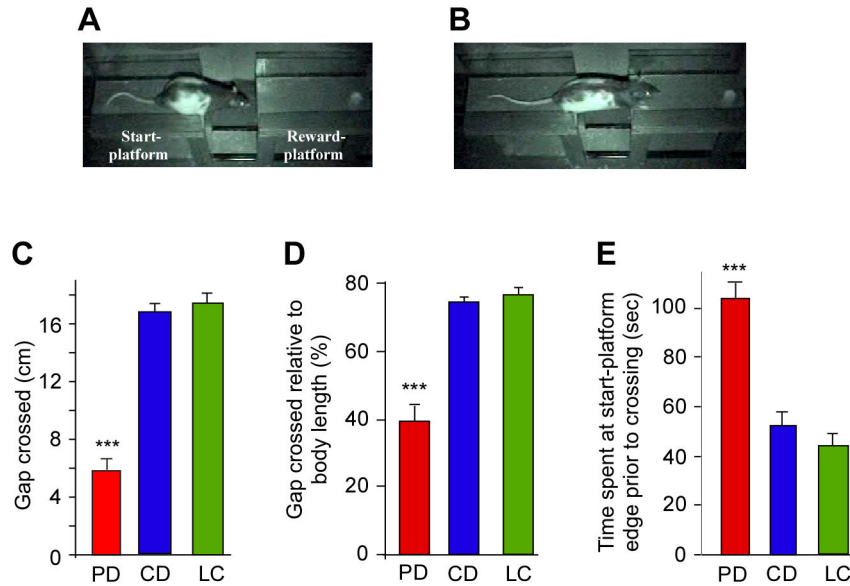 A
B
Start-
platform
Reward-
platform
C
D
E
Gap crossed (cm)
16
12
8
4
0
***
PD CD LC
Gap crossed relative to
body length (%)
80
60
40
20
0
***
PD CD LC
Time spent at start-platform
edge prior to crossing (sec)
100
80
60
40
20
0
***
PD CD LC